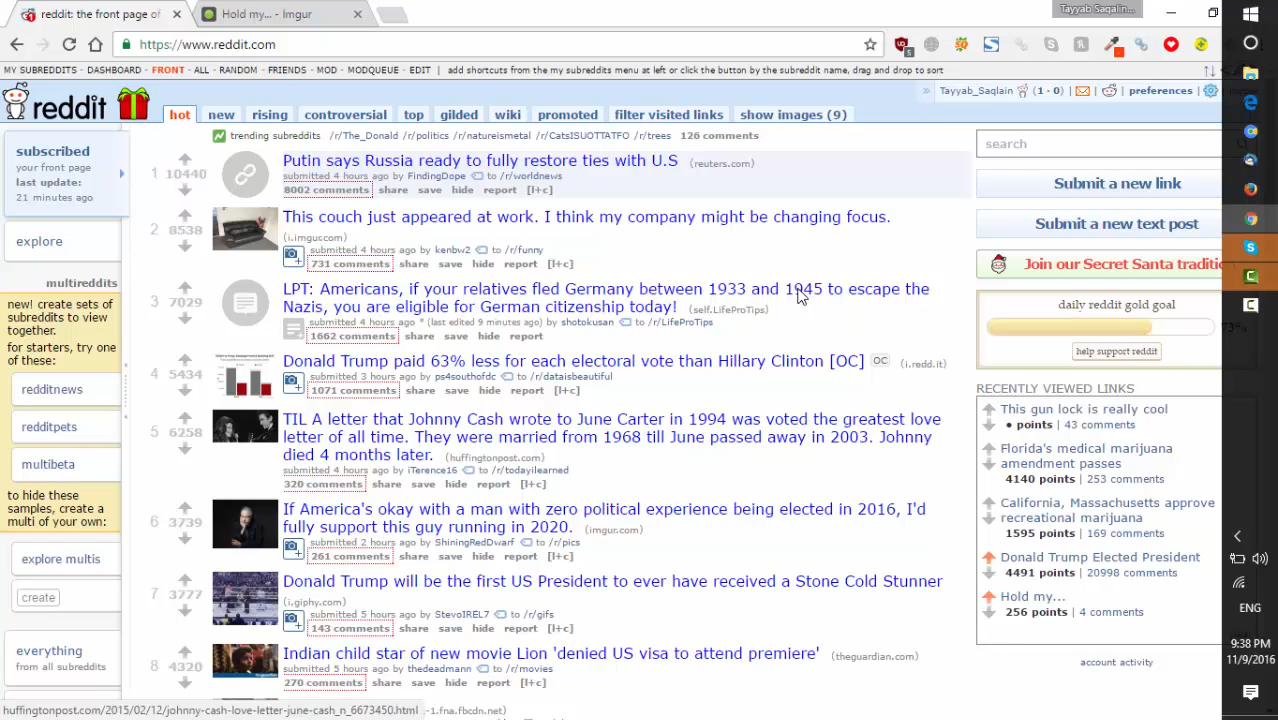 reddit: the front page of
Hold my... - Imgur
Tayyab Saqalin...
https://www.reddit.com
MY SUBREDDITS - DASHBOARD - FRONT - ALL - RANDOM - FRIENDS - MOD - MODQUEUE - EDIT | add shortcuts from the my subreddits menu at left or click the button by the subreddit name, drag and drop to sort
reddit
hot new rising controversial top gilded wiki promoted filter visited links show images (9)
Tayyab_Saqlain (1 · 0) | preferences |
subscribed
your front page
last update:
21 minutes ago
explore
multireddits
new! create sets of
subreddits to view
together.
for starters, try one
of these:
redditnews
redditpets
multibeta
to hide these
samples, create a
multi of your own:
explore multis
create
everything
from all subreddits
trending subreddits /r/The_Donald /r/politics /r/natureismetal /r/CatsISUOTTATFO /r/trees 126 comments
1 10440
Putin says Russia ready to fully restore ties with U.S (reuters.com)
submitted 4 hours ago by FindingDope to /r/worldnews
8002 comments share save hide report [l+c]
2 8538
This couch just appeared at work. I think my company might be changing focus.
(i.imgur.com)
submitted 4 hours ago by kenbw2 to /r/funny
731 comments share save hide report [l+c]
3 7029
LPT: Americans, if your relatives fled Germany between 1933 and 1945 to escape the
Nazis, you are eligible for German citizenship today! (self.LifeProTips)
submitted 4 hours ago * (last edited 9 minutes ago) by shotokusan to /r/LifeProTips
1662 comments share save hide report
4 5434
Donald Trump paid 63% less for each electoral vote than Hillary Clinton [OC] OC (i.redd.it)
submitted 3 hours ago by ps4southofdc to /r/dataisbeautiful
1071 comments share save hide report [l+c]
5 6258
TIL A letter that Johnny Cash wrote to June Carter in 1994 was voted the greatest love
letter of all time. They were married from 1968 till June passed away in 2003. Johnny
died 4 months later. (huffingtonpost.com)
submitted 4 hours ago by iTerence16 to /r/todayilearned
320 comments share save hide report [l+c]
6 3739
If America's okay with a man with zero political experience being elected in 2016, I'd
fully support this guy running in 2020. (imgur.com)
submitted 2 hours ago by ShiningRedDwarf to /r/pics
261 comments share save hide report [l+c]
7 3777
Donald Trump will be the first US President to ever have received a Stone Cold Stunner
(i.giphy.com)
submitted 5 hours ago by StevoIREL7 to /r/gifs
143 comments share save hide report [l+c]
8 4320
Indian child star of new movie Lion 'denied US visa to attend premiere' (theguardian.com)
submitted 5 hours ago by thedeadmann to /r/movies
270 comments share save hide report [l+c]
-1.fna.fbcdn.net)
huffingtonpost.com/2015/02/12/johnny-cash-love-letter-june-cash_n_6673450.html
search
Submit a new link
Submit a new text post
Join our Secret Santa traditio
daily reddit gold goal
73%
help support reddit
RECENTLY VIEWED LINKS
This gun lock is really cool
• points | 43 comments
Florida's medical marijuana
amendment passes
4140 points | 253 comments
California, Massachusetts approve
recreational marijuana
1595 points | 169 comments
Donald Trump Elected President
4491 points | 20998 comments
Hold my...
256 points | 4 comments
account activity
ENG
9:38 PM
11/9/2016